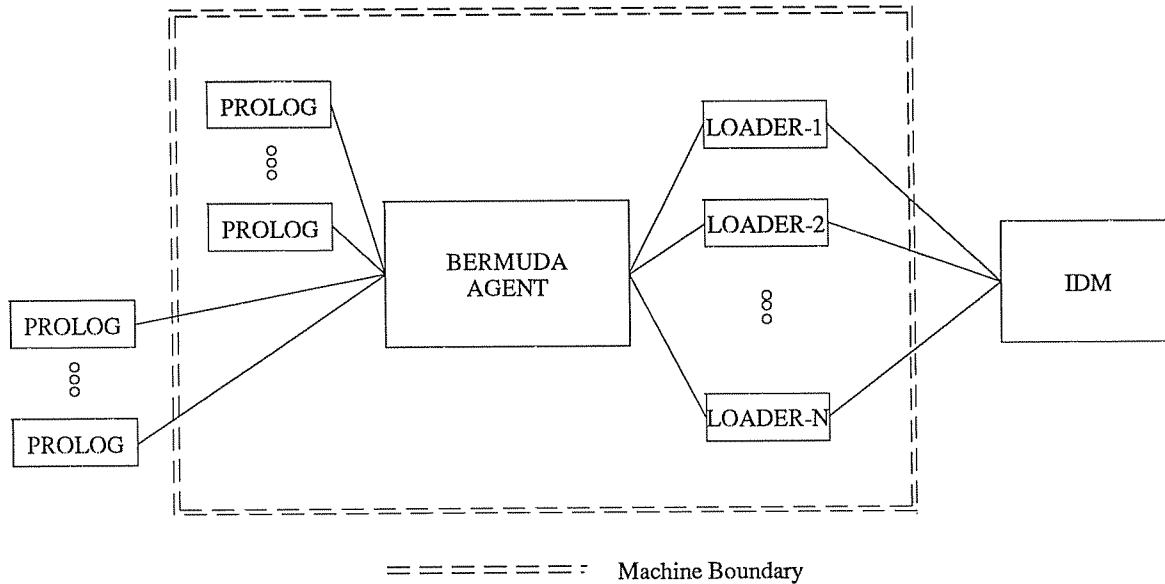 PROLOG
PROLOG
PROLOG
PROLOG
BERMUDA
AGENT
LOADER-1
LOADER-2
LOADER-N
IDM
Machine Boundary